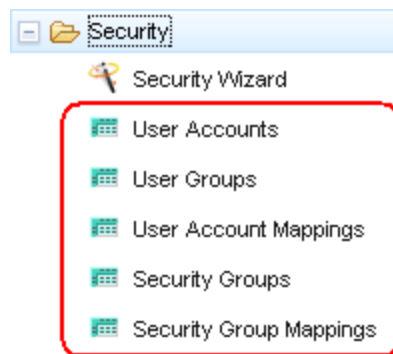 Security
Security Wizard
User Accounts
User Groups
User Account Mappings
Security Groups
Security Group Mappings